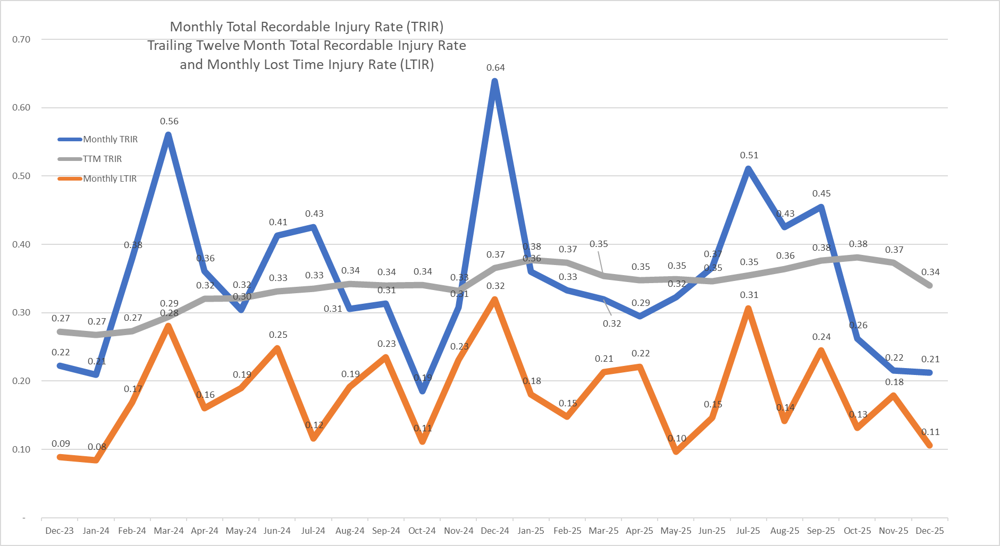 Monthly Total Recordable Injury Rate (TRIR)
Trailing Twelve Month Total Recordable Injury Rate
and Monthly Lost Time Injury Rate (LTIR)
0.70
0.60
0.50
0.40
0.30
0.20
0.10
-
Monthly TRIR
TTM TRIR
Monthly LTIR
0.22 0.21 0.38 0.56 0.36 0.30 0.41 0.43 0.31 0.31 0.19 0.31 0.64 0.36 0.33 0.32 0.29 0.32 0.37 0.51 0.43 0.45 0.26 0.22 0.21
0.27 0.27 0.27 0.29 0.32 0.32 0.33 0.33 0.34 0.34 0.34 0.33 0.37 0.38 0.37 0.35 0.35 0.35 0.35 0.35 0.36 0.38 0.38 0.37 0.34
0.09 0.08 0.17 0.28 0.16 0.19 0.25 0.12 0.19 0.23 0.11 0.23 0.32 0.18 0.15 0.21 0.22 0.10 0.15 0.31 0.14 0.24 0.13 0.18 0.11
Dec-23 Jan-24 Feb-24 Mar-24 Apr-24 May-24 Jun-24 Jul-24 Aug-24 Sep-24 Oct-24 Nov-24 Dec-24 Jan-25 Feb-25 Mar-25 Apr-25 May-25 Jun-25 Jul-25 Aug-25 Sep-25 Oct-25 Nov-25 Dec-25